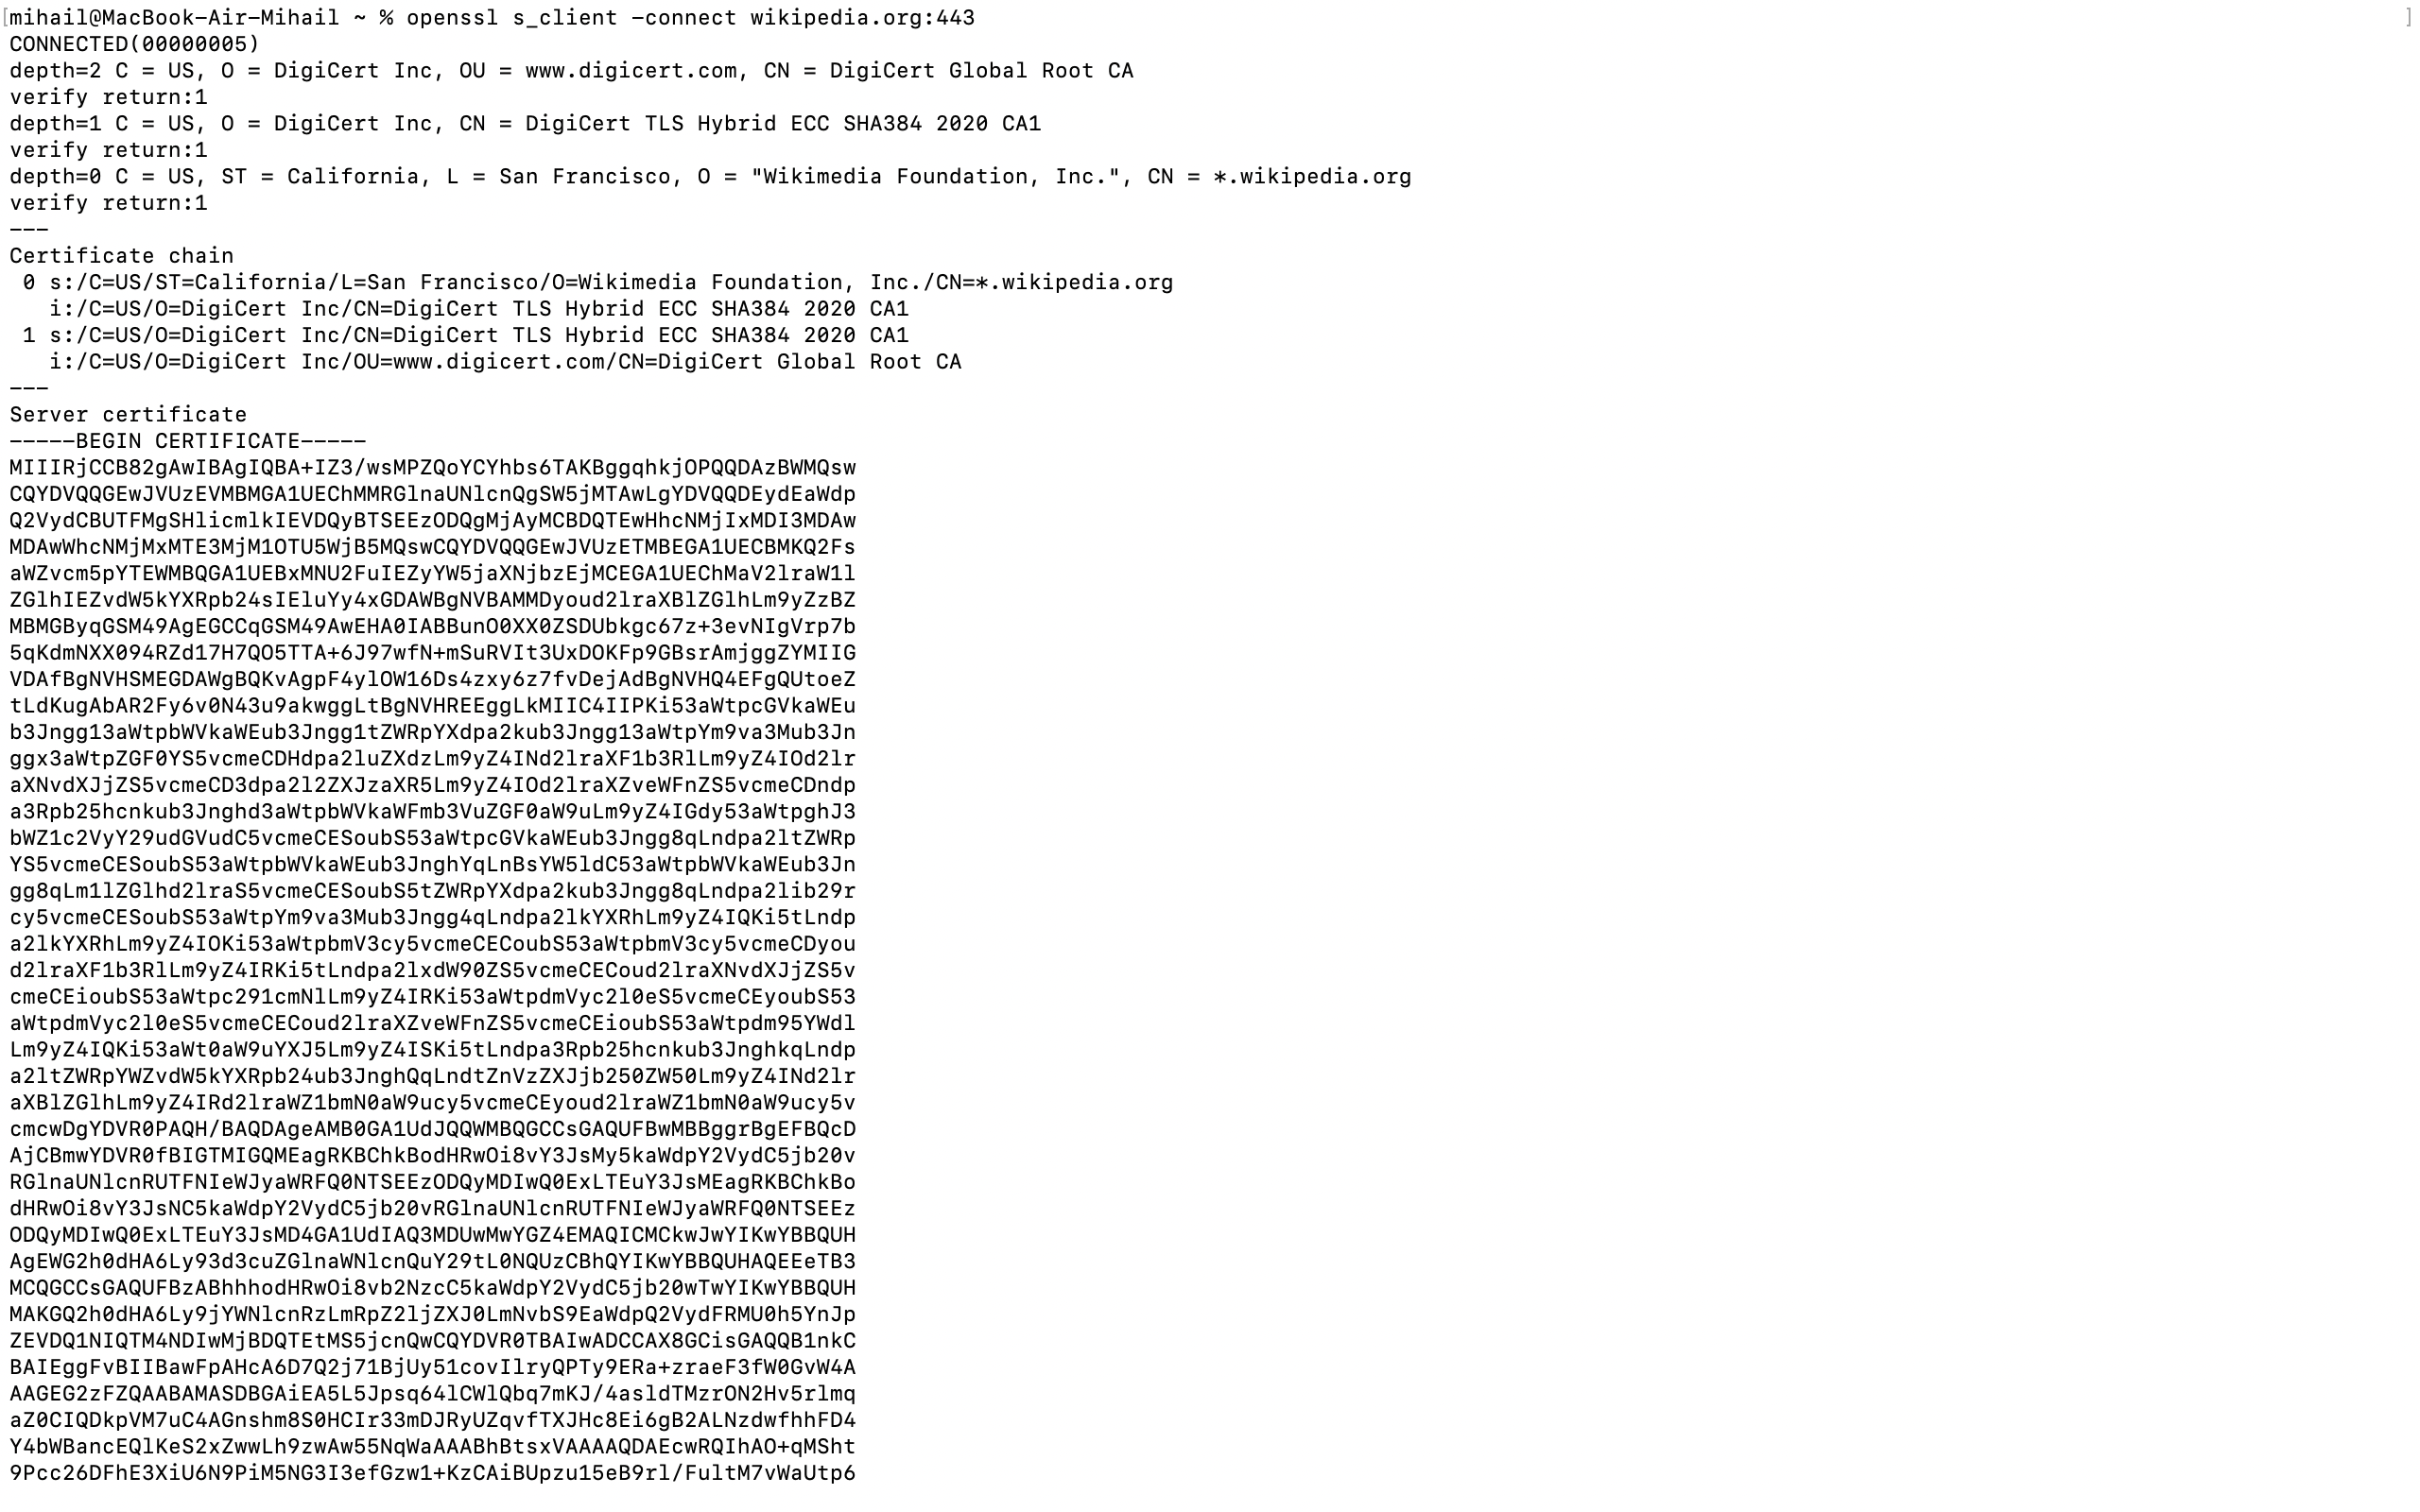 [mihail@MacBook-Air-Mihail ~ % openssl s_client -connect wikipedia.org:443 ]
CONNECTED(00000005)
depth=2 C = US, O = DigiCert Inc, OU = www.digicert.com, CN = DigiCert Global Root CA
verify return:1
depth=1 C = US, O = DigiCert Inc, CN = DigiCert TLS Hybrid ECC SHA384 2020 CA1
verify return:1
depth=0 C = US, ST = California, L = San Francisco, O = "Wikimedia Foundation, Inc.", CN = *.wikipedia.org
verify return:1
---
Certificate chain
 0 s:/C=US/ST=California/L=San Francisco/O=Wikimedia Foundation, Inc./CN=*.wikipedia.org
   i:/C=US/O=DigiCert Inc/CN=DigiCert TLS Hybrid ECC SHA384 2020 CA1
 1 s:/C=US/O=DigiCert Inc/CN=DigiCert TLS Hybrid ECC SHA384 2020 CA1
   i:/C=US/O=DigiCert Inc/OU=www.digicert.com/CN=DigiCert Global Root CA
---
Server certificate
-----BEGIN CERTIFICATE-----
MIIIRjCCB82gAwIBAgIQBA+IZ3/wsMPZQoYCYhbs6TAKBggqhkjOPQQDAzBWMQsw
CQYDVQQGEwJVUzEVMBMGA1UEChMMRGlnaUNlcnQgSW5jMTAwLgYDVQQDEydEaWdp
Q2VydCBUTFMgSHlicmlkIEVDQyBTSEEzODQgMjAyMCBDQTEwHhcNMjIxMDI3MDAw
MDAwWhcNMjMxMTE3MjM1OTU5WjB5MQswCQYDVQQGEwJVUzETMBEGA1UECBMKQ2Fs
aWZvcm5pYTEWMBQGA1UEBxMNU2FuIEZyYW5jaXNjbzEjMCEGA1UEChMaV2lraW1l
ZGlhIEZvdW5kYXRpb24sIEluYy4xGDAWBgNVBAMMDyoud2lraXBlZGlhLm9yZzBZ
MBMGByqGSM49AgEGCCqGSM49AwEHA0IABBunO0XX0ZSDUbkgc67z+3evNIgVrp7b
5qKdmNXX094RZd17H7QO5TTA+6J97wfN+mSuRVIt3UxDOKFp9GBsrAmjggZYMIIG
VDAfBgNVHSMEGDAWgBQKvAgpF4ylOW16Ds4zxy6z7fvDejAdBgNVHQ4EFgQUtoeZ
tLdKugAbAR2Fy6v0N43u9akwggLtBgNVHREEggLkMIIC4IIPKi53aWtpcGVkaWEu
b3Jngg13aWtpbWVkaWEub3Jngg1tZWRpYXdpa2kub3Jngg13aWtpYm9va3Mub3Jn
ggx3aWtpZGF0YS5vcmeCDHdpa2luZXdzLm9yZ4INd2lraXF1b3RlLm9yZ4IOd2lr
aXNvdXJjZS5vcmeCD3dpa2l2ZXJzaXR5Lm9yZ4IOd2lraXZveWFnZS5vcmeCDndp
a3Rpb25hcnkub3Jnghd3aWtpbWVkaWFmb3VuZGF0aW9uLm9yZ4IGdy53aWtpghJ3
bWZ1c2VyY29udGVudC5vcmeCESoubS53aWtpcGVkaWEub3Jngg8qLndpa2ltZWRp
YS5vcmeCESoubS53aWtpbWVkaWEub3JnghYqLnBsYW5ldC53aWtpbWVkaWEub3Jn
gg8qLm1lZGlhd2lraS5vcmeCESoubS5tZWRpYXdpa2kub3Jngg8qLndpa2lib29r
cy5vcmeCESoubS53aWtpYm9va3Mub3Jngg4qLndpa2lkYXRhLm9yZ4IQKi5tLndp
a2lkYXRhLm9yZ4IOKi53aWtpbmV3cy5vcmeCECoubS53aWtpbmV3cy5vcmeCDyou
d2lraXF1b3RlLm9yZ4IRKi5tLndpa2lxdW90ZS5vcmeCECoud2lraXNvdXJjZS5v
cmeCEioubS53aWtpc291cmNlLm9yZ4IRKi53aWtpdmVyc2l0eS5vcmeCEyoubS53
aWtpdmVyc2l0eS5vcmeCECoud2lraXZveWFnZS5vcmeCEioubS53aWtpdm95YWdl
Lm9yZ4IQKi53aWt0aW9uYXJ5Lm9yZ4ISKi5tLndpa3Rpb25hcnkub3JnghkqLndp
a2ltZWRpYWZvdW5kYXRpb24ub3JnghQqLndtZnVzZXJjb250ZW50Lm9yZ4INd2lr
aXBlZGlhLm9yZ4IRd2lraWZ1bmN0aW9ucy5vcmeCEyoud2lraWZ1bmN0aW9ucy5v
cmcwDgYDVR0PAQH/BAQDAgeAMB0GA1UdJQQWMBQGCCsGAQUFBwMBBggrBgEFBQcD
AjCBmwYDVR0fBIGTMIGQMEagRKBChkBodHRwOi8vY3JsMy5kaWdpY2VydC5jb20v
RGlnaUNlcnRUTFNIeWJyaWRFQ0NTSEEzODQyMDIwQ0ExLTEuY3JsMEagRKBChkBo
dHRwOi8vY3JsNC5kaWdpY2VydC5jb20vRGlnaUNlcnRUTFNIeWJyaWRFQ0NTSEEz
ODQyMDIwQ0ExLTEuY3JsMD4GA1UdIAQ3MDUwMwYGZ4EMAQICMCkwJwYIKwYBBQUH
AgEWG2h0dHA6Ly93d3cuZGlnaWNlcnQuY29tL0NQUzCBhQYIKwYBBQUHAQEEeTB3
MCQGCCsGAQUFBzABhhhodHRwOi8vb2NzcC5kaWdpY2VydC5jb20wTwYIKwYBBQUH
MAKGQ2h0dHA6Ly9jYWNlcnRzLmRpZ2ljZXJ0LmNvbS9EaWdpQ2VydFRMU0h5YnJp
ZEVDQ1NIQTM4NDIwMjBDQTEtMS5jcnQwCQYDVR0TBAIwADCCAX8GCisGAQQB1nkC
BAIEggFvBIIBawFpAHcA6D7Q2j71BjUy51covIlryQPTy9ERa+zraeF3fW0GvW4A
AAGEG2zFZQAABAMASDBGAiEA5L5Jpsq64lCWlQbq7mKJ/4asldTMzrON2Hv5rlmq
aZ0CIQDkpVM7uC4AGnshm8S0HCIr33mDJRyUZqvfTXJHc8Ei6gB2ALNzdwfhhFD4
Y4bWBancEQlKeS2xZwwLh9zwAw55NqWaAAABhBtsxVAAAAQDAEcwRQIhAO+qMSht
9Pcc26DFhE3XiU6N9PiM5NG3I3efGzw1+KzCAiBUpzu15eB9rl/FultM7vWaUtp6